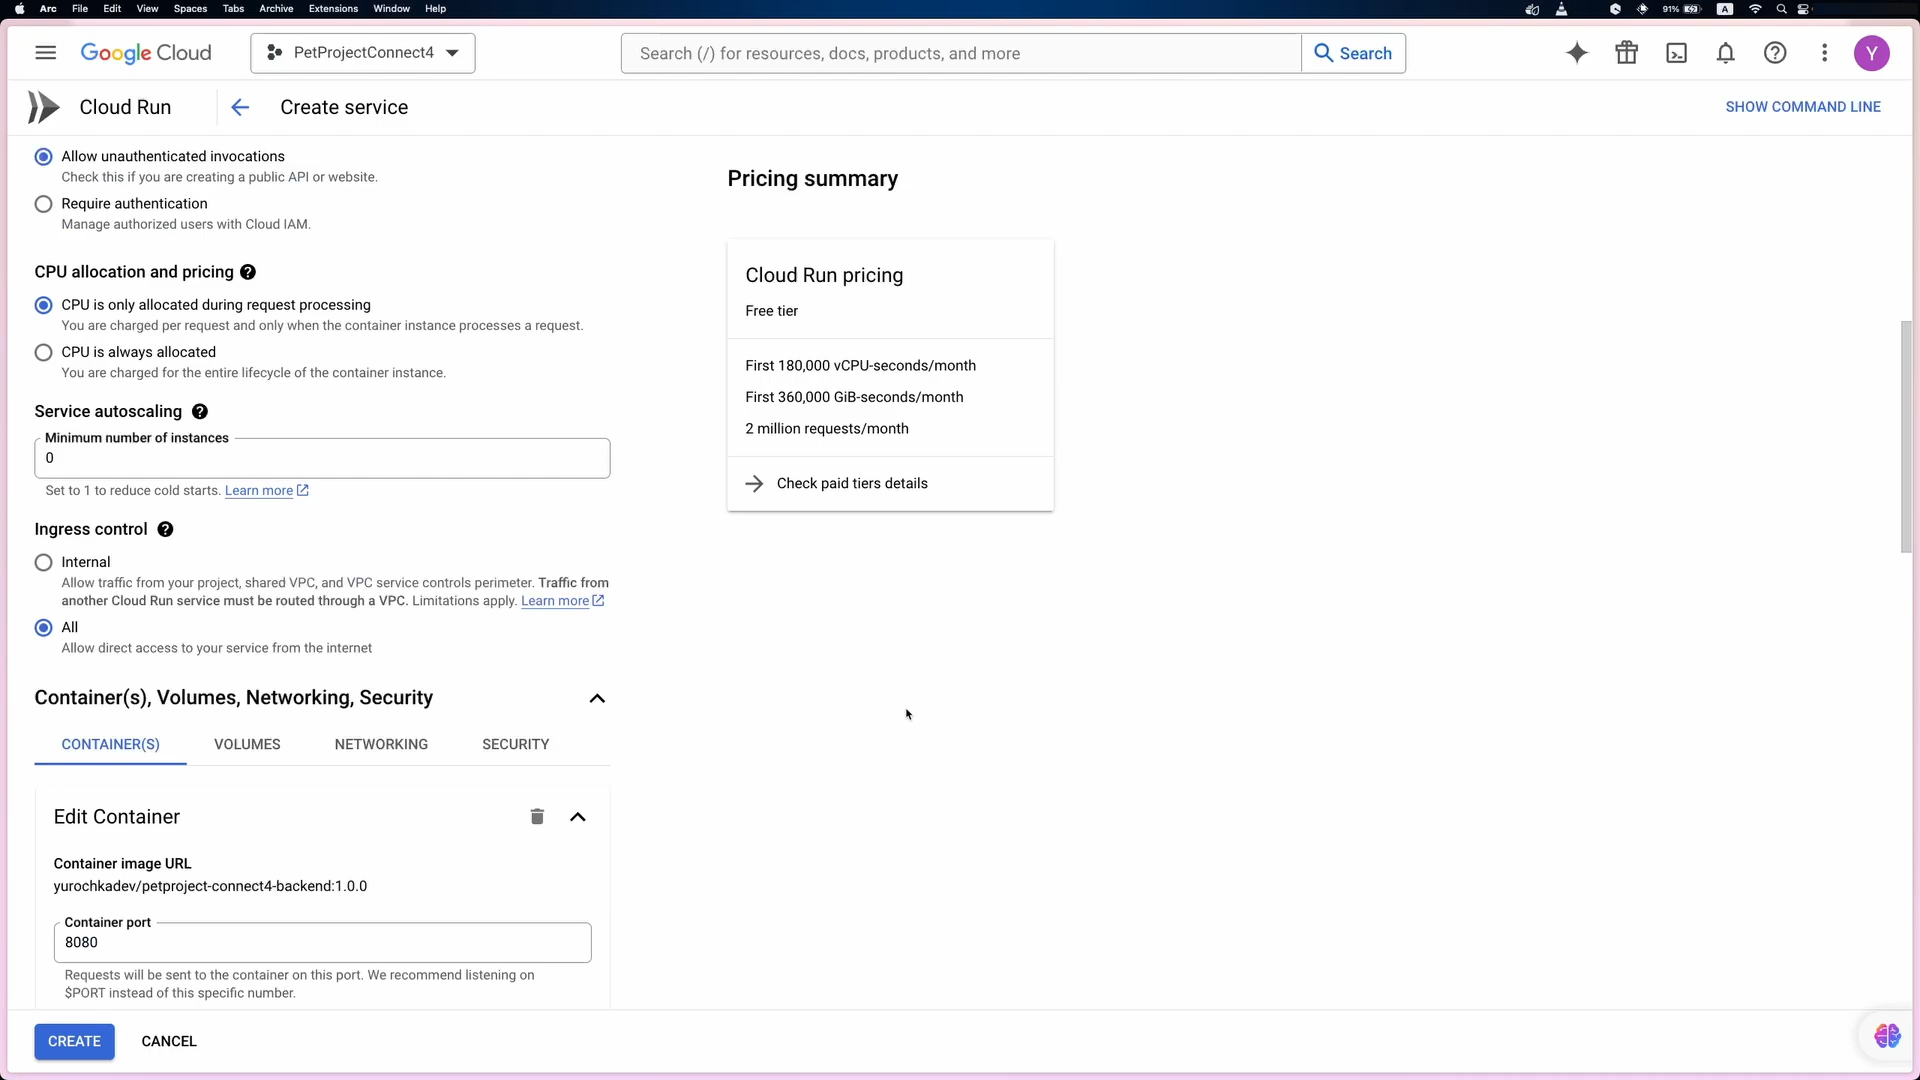 Arc File Edit View Spaces Tabs Archive Extensions Window Help 91% A
Google Cloud PetProjectConnect4 Search (/) for resources, docs, products, and more Search Y
Cloud Run Create service SHOW COMMAND LINE
Allow unauthenticated invocations
Check this if you are creating a public API or website.
Require authentication
Manage authorized users with Cloud IAM.
CPU allocation and pricing
CPU is only allocated during request processing
You are charged per request and only when the container instance processes a request.
CPU is always allocated
You are charged for the entire lifecycle of the container instance.
Service autoscaling
Minimum number of instances
0
Set to 1 to reduce cold starts. Learn more
Ingress control
Internal
Allow traffic from your project, shared VPC, and VPC service controls perimeter. Traffic from
another Cloud Run service must be routed through a VPC. Limitations apply. Learn more
All
Allow direct access to your service from the internet
Container(s), Volumes, Networking, Security
CONTAINER(S) VOLUMES NETWORKING SECURITY
Edit Container
Container image URL
yurochkadev/petproject-connect4-backend:1.0.0
Container port
8080
Requests will be sent to the container on this port. We recommend listening on
$PORT instead of this specific number.
CREATE CANCEL
Pricing summary
Cloud Run pricing
Free tier
First 180,000 vCPU-seconds/month
First 360,000 GiB-seconds/month
2 million requests/month
Check paid tiers details